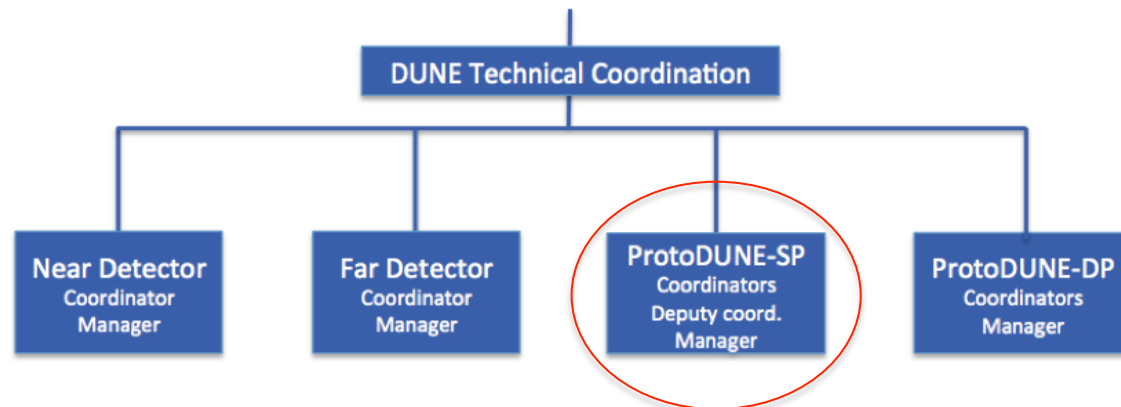 DUNE Technical Coordination
Near Detector
Coordinator
Manager
Far Detector
Coordinator
Manager
ProtoDUNE-SP
Coordinators
Deputy coord.
Manager
ProtoDUNE-DP
Coordinators
Manager